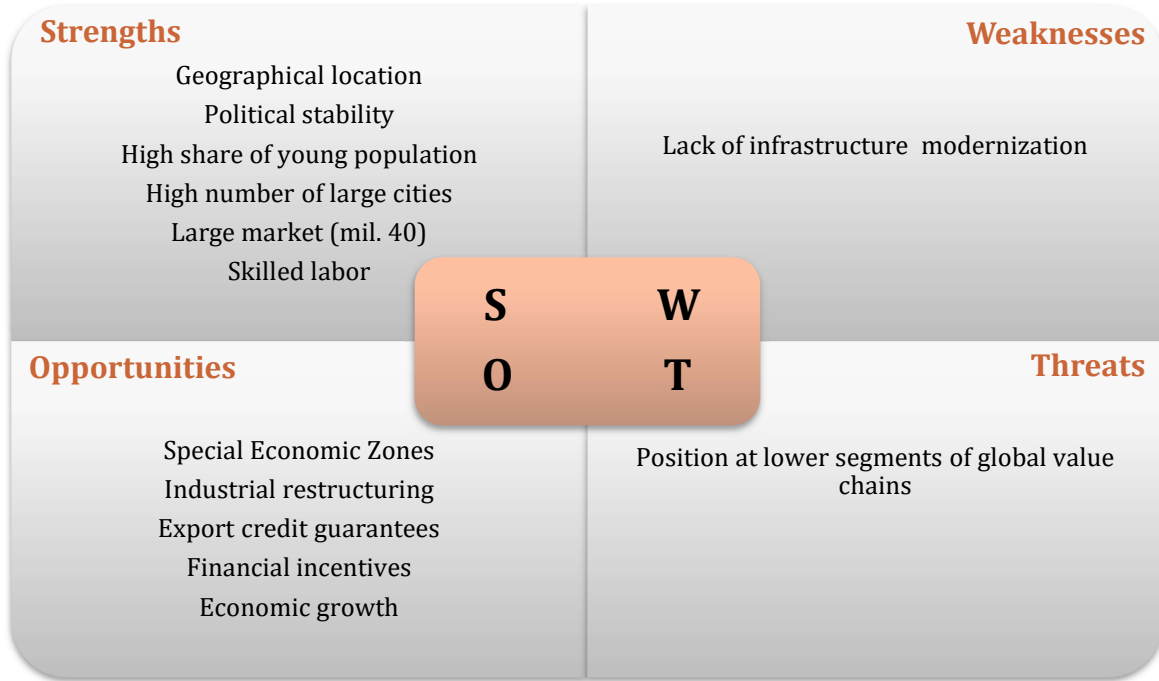 Strengths
Geographical location
Political stability
High share of young population
High number of large cities
Large market (mil. 40)
Skilled labor
Weaknesses
Lack of infrastructure  modernization
S W
O T
Opportunities
Special Economic Zones
Industrial restructuring
Export credit guarantees
Financial incentives
Economic growth
Threats
Position at lower segments of global value
chains